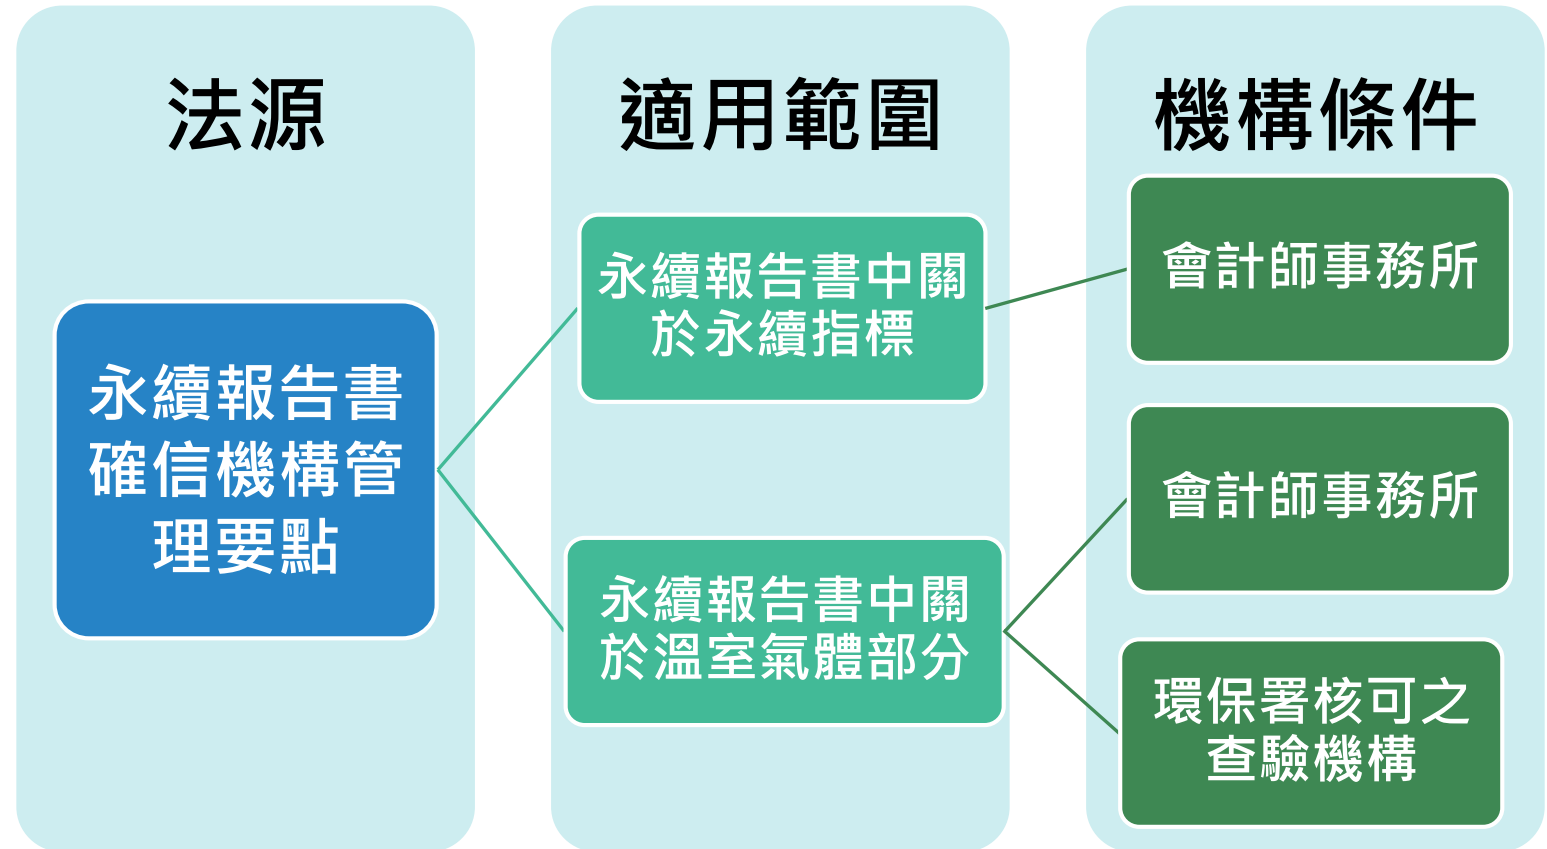 法源
永續報告書
確信機構管
理要點
適用範圍
永續報告書中關
於永續指標
永續報告書中關
於溫室氣體部分
機構條件
會計師事務所
會計師事務所
環保署核可之
查驗機構